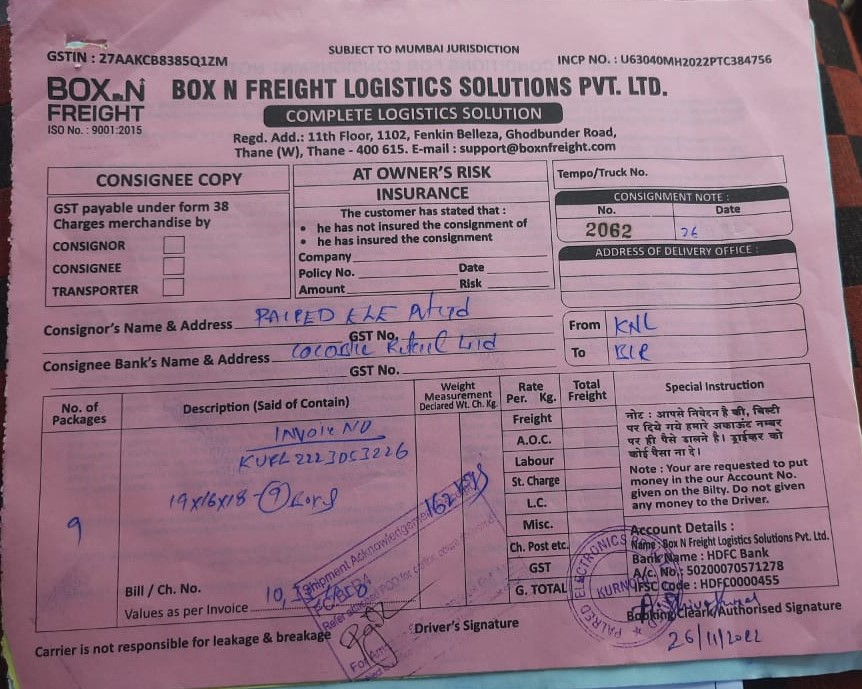 GSTIN : 27AAKCB8385Q1ZM
SUBJECT TO MUMBAI JURISDICTION
INCP NO. : U63040MH2022PTC384756
BOX N FREIGHT
ISO No. : 9001:2015
BOX N FREIGHT LOGISTICS SOLUTIONS PVT. LTD.
COMPLETE LOGISTICS SOLUTION
Regd. Add.: 11th Floor, 1102, Fenkin Belleza, Ghodbunder Road,
Thane (W), Thane - 400 615. E-mail : support@boxnfreight.com
CONSIGNEE COPY
GST payable under form 38
Charges merchandise by
CONSIGNOR
CONSIGNEE
TRANSPORTER
AT OWNER'S RISK
INSURANCE
The customer has stated that :
• he has not insured the consignment of
• he has insured the consignment
Company
Policy No. Date
Amount Risk
Tempo/Truck No.
CONSIGNMENT NOTE :
No. Date
2062 26
ADDRESS OF DELIVERY OFFICE :
Consignor's Name & Address PALRED ELE Pvt Ltd
GST No.
Consignee Bank's Name & Address Retail Ltd
GST No.
From KNL
To BLR
No. of Packages
Description (Said of Contain)
Weight Measurement
Declared Wt. Ch. Kg.
Rate Per. Kg.
Total Freight
Special Instruction
9
INVOICE NO
19x16x18 - 9
162 kgs
Freight
A.O.C.
Labour
St. Charge
L.C.
Misc.
Ch. Post etc.
GST
G. TOTAL
नोट : आपसे निवेदन है की, बिल्टी
पर दिये गये हमारे अकाऊंट नम्बर
पर ही पैसे डालने है। ड्राईव्हर को
कोई पैसा ना दे।
Note : Your are requested to put
money in the our Account No.
given on the Bilty. Do not given
any money to the Driver.
Account Details :
Name : Box N Freight Logistics Solutions Pvt. Ltd.
Bank Name : HDFC Bank
A/c. No.: 50200070571278
IFSC Code : HDFC0000455
Bill / Ch. No.
Values as per Invoice
Shipment Acknowledgement
PALRED ELECTRONICS
KURNOOL
Carrier is not responsible for leakage & breakage
Driver's Signature
Booking Cleark/Authorised Signature
26/11/2022